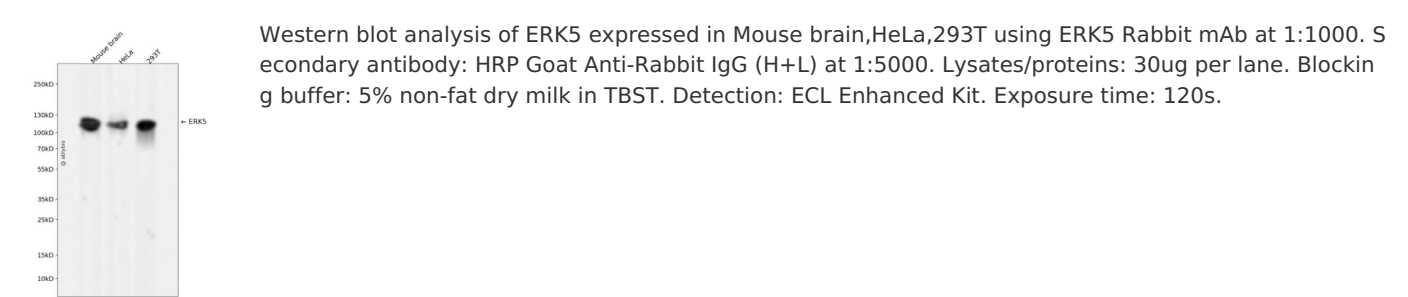 Mouse brain
HeLa
293T
250kD
130kD
100kD
70kD
55kD
35kD
25kD
15kD
10kD
← ERK5
@ abybro
Western blot analysis of ERK5 expressed in Mouse brain,HeLa,293T using ERK5 Rabbit mAb at 1:1000. S
econdary antibody: HRP Goat Anti-Rabbit IgG (H+L) at 1:5000. Lysates/proteins: 30ug per lane. Blockin
g buffer: 5% non-fat dry milk in TBST. Detection: ECL Enhanced Kit. Exposure time: 120s.